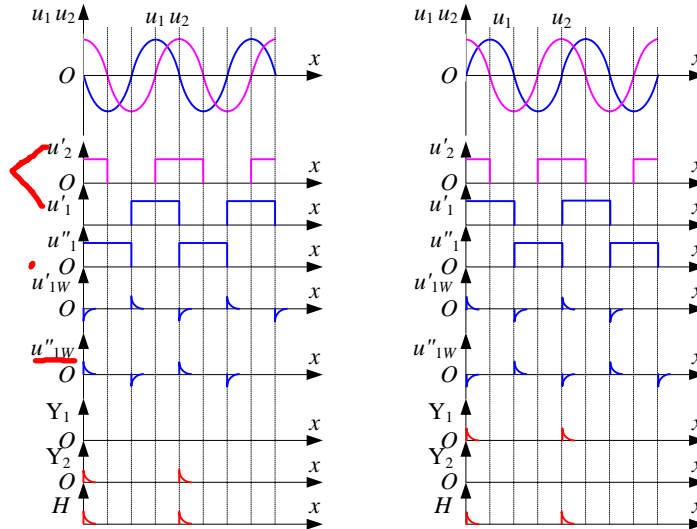 u₁ u₂
u₁ u₂
x
O
u'₂
x
O
u'₁
x
O
u''₁
x
O
u'₁W
x
O
u''₁W
x
O
Y₁
x
O
Y₂
x
O
H
x
u₁ u₂
u₁
u₂
x
O
u'₂
x
O
u'₁
x
O
u''₁
x
O
u'₁W
x
O
u''₁W
x
O
Y₁
x
O
Y₂
x
O
H
x